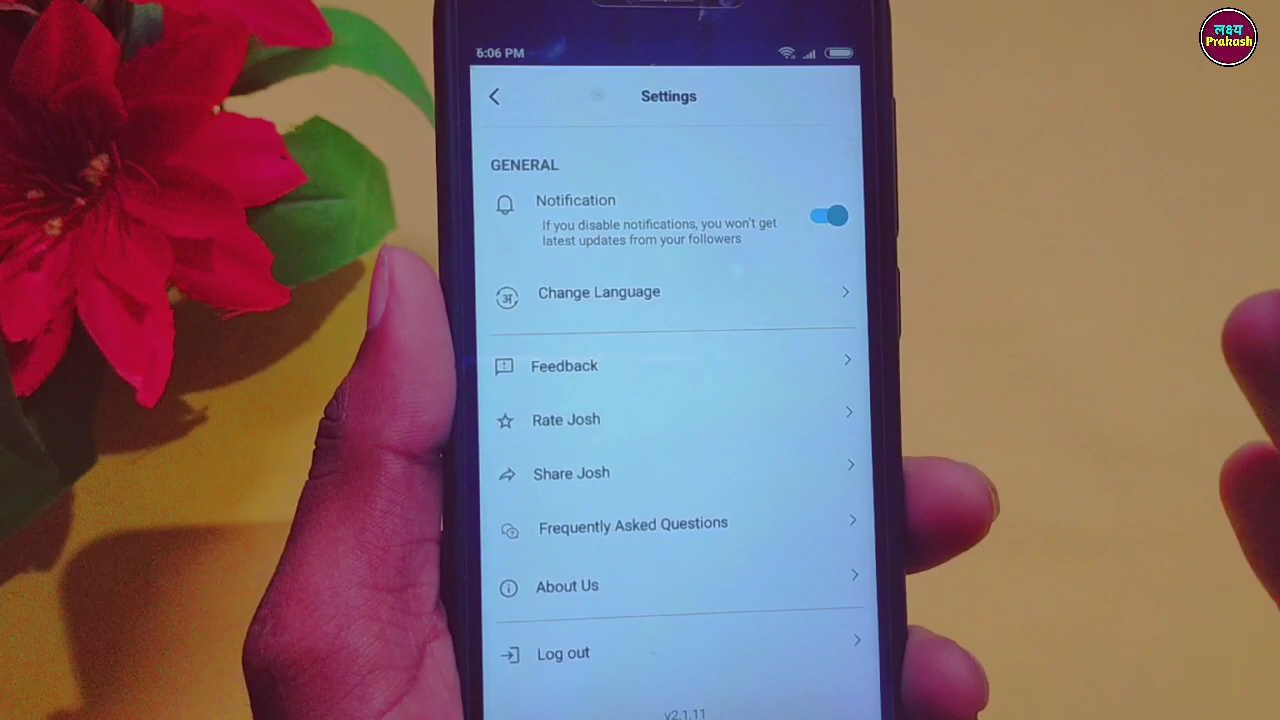 लक्ष्य
Prakash
6:06 PM
Settings
GENERAL
Notification
If you disable notifications, you won't get
latest updates from your followers
Change Language
Feedback
Rate Josh
Share Josh
Frequently Asked Questions
About Us
Log out
v2.1.11